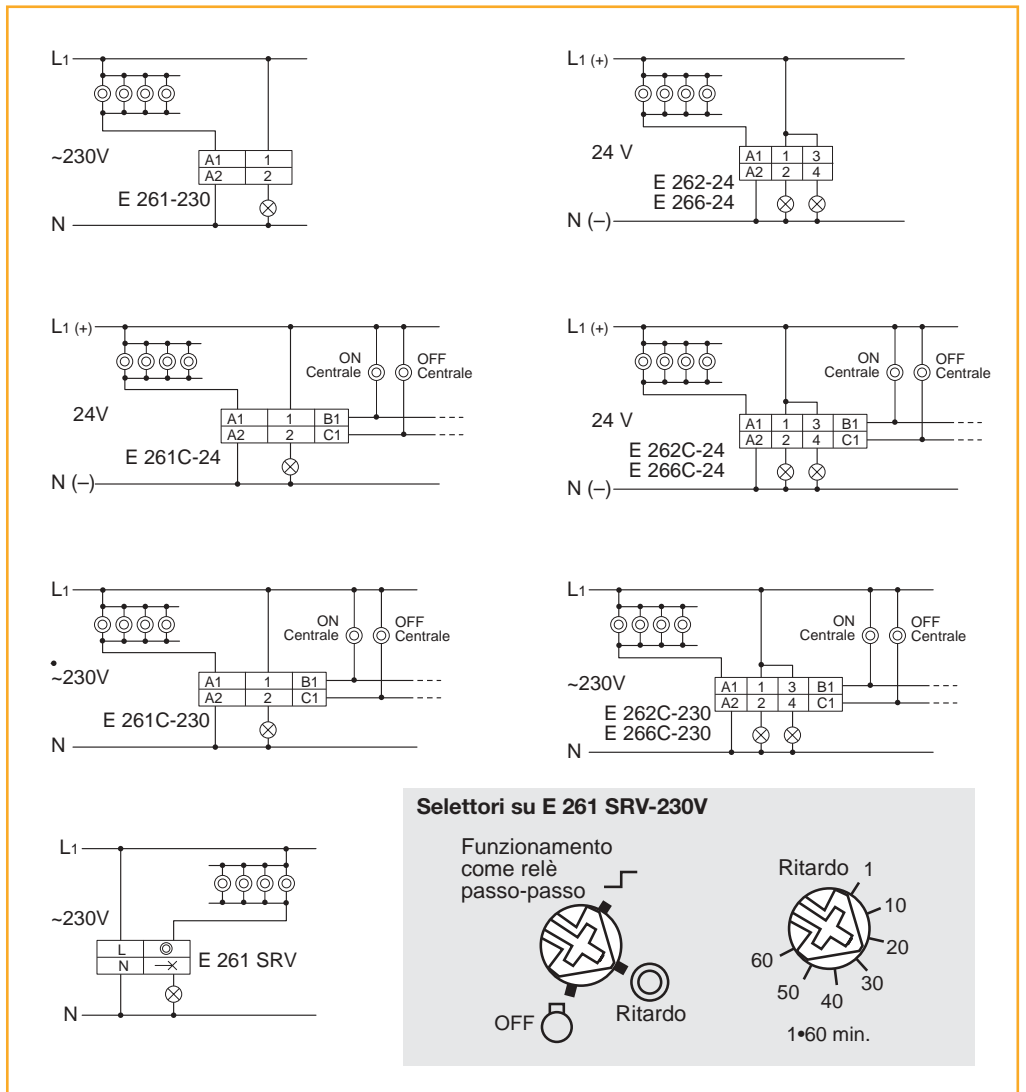 L1
~230V
A1 1
A2 2
E 261-230
N
L1 (+)
24 V
A1 1 3
A2 2 4
E 262-24
E 266-24
N (–)
L1 (+)
ON
Centrale
OFF
Centrale
24V
A1 1 B1
A2 2 C1
E 261C-24
N (–)
L1 (+)
ON
Centrale
OFF
Centrale
24 V
A1 1 3 B1
A2 2 4 C1
E 262C-24
E 266C-24
N (–)
L1
ON
Centrale
OFF
Centrale
~230V
A1 1 B1
A2 2 C1
E 261C-230
N
L1
ON
Centrale
OFF
Centrale
~230V
A1 1 3 B1
A2 2 4 C1
E 262C-230
E 266C-230
N
L1
~230V
L
N
E 261 SRV
N
Selettori su E 261 SRV-230V
Funzionamento
come relè
passo-passo
OFF
Ritardo
Ritardo
1
10
20
30
40
50
60
1•60 min.